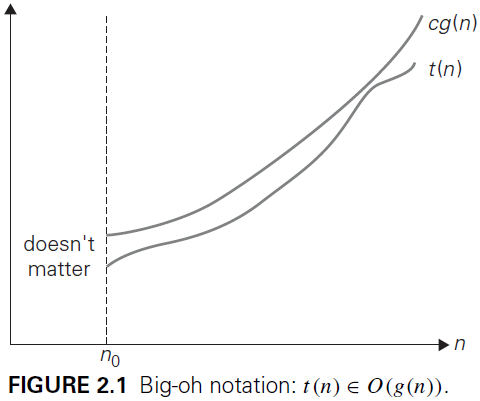 cg(n)
t(n)
doesn't
matter
n
n₀
FIGURE 2.1 Big-oh notation: t(n) ∈ O(g(n)).